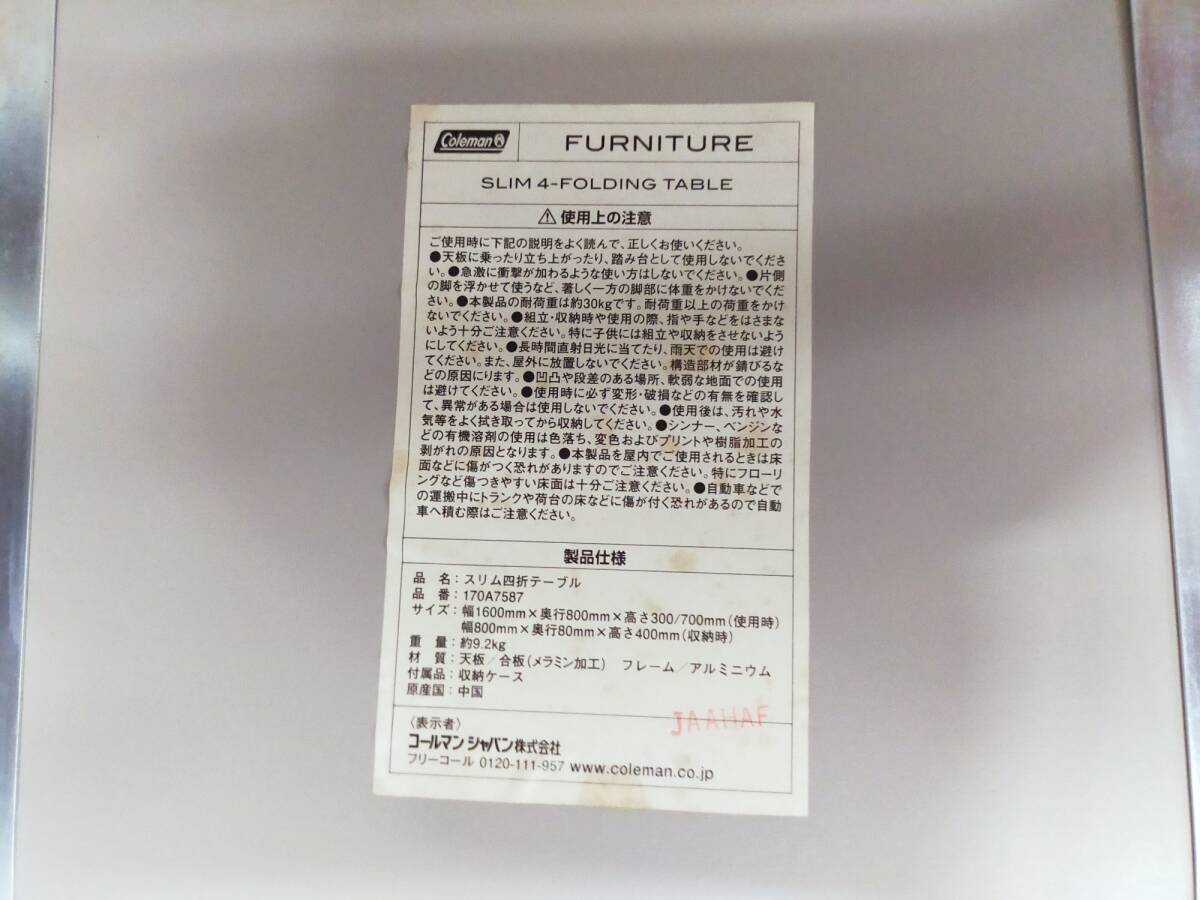 Coleman
FURNITURE
SLIM 4-FOLDING TABLE
⚠ 使用上の注意
ご使用時に下記の説明をよく読んで、正しくお使いください。
●天板に乗ったり立ち上がったり、踏み台として使用しないでくださ
い。●急激に衝撃が加わるような使い方はしないでください。●片側
の脚を浮かせて使うなど、著しく一方の脚部に体重をかけないでくだ
さい。●本製品の耐荷重は約30kgです。耐荷重以上の荷重をかけ
ないでください。●組立・収納時や使用の際、指や手などをはさまな
いよう十分ご注意ください。特に子供には組立や収納をさせないよう
にしてください。●長時間直射日光に当てたり、雨天での使用は避け
てください。また、屋外に放置しないでください。構造部材が錆びるな
どの原因にります。●凹凸や段差のある場所、軟弱な地面での使用
は避けてください。●使用時に必ず変形・破損などの有無を確認し
て、異常がある場合は使用しないでください。●使用後は、汚れや水
気等をよく拭き取ってから収納してください。●シンナー、ベンジンな
どの有機溶剤の使用は色落ち、変色およびプリントや樹脂加工の
剥がれの原因となります。●本製品を屋内でご使用されるときは床
面などに傷がつく恐れがありますのでご注意ください。特にフローリ
ングなど傷つきやすい床面は十分ご注意ください。●自動車などで
の運搬中にトランクや荷台の床などに傷が付く恐れがあるので自動
車へ積む際はご注意ください。
製品仕様
品 名：スリム四折テーブル
品 番：170A7587
サイズ：幅1600mm×奥行800mm×高さ300/700mm(使用時)
幅800mm×奥行80mm×高さ400mm(収納時)
重 量：約9.2kg
材 質：天板／合板(メラミン加工) フレーム／アルミニウム
付属品：収納ケース
原産国：中国
JAAHAF
〈表示者〉
コールマン ジャパン株式会社
フリーコール 0120-111-957 www.coleman.co.jp